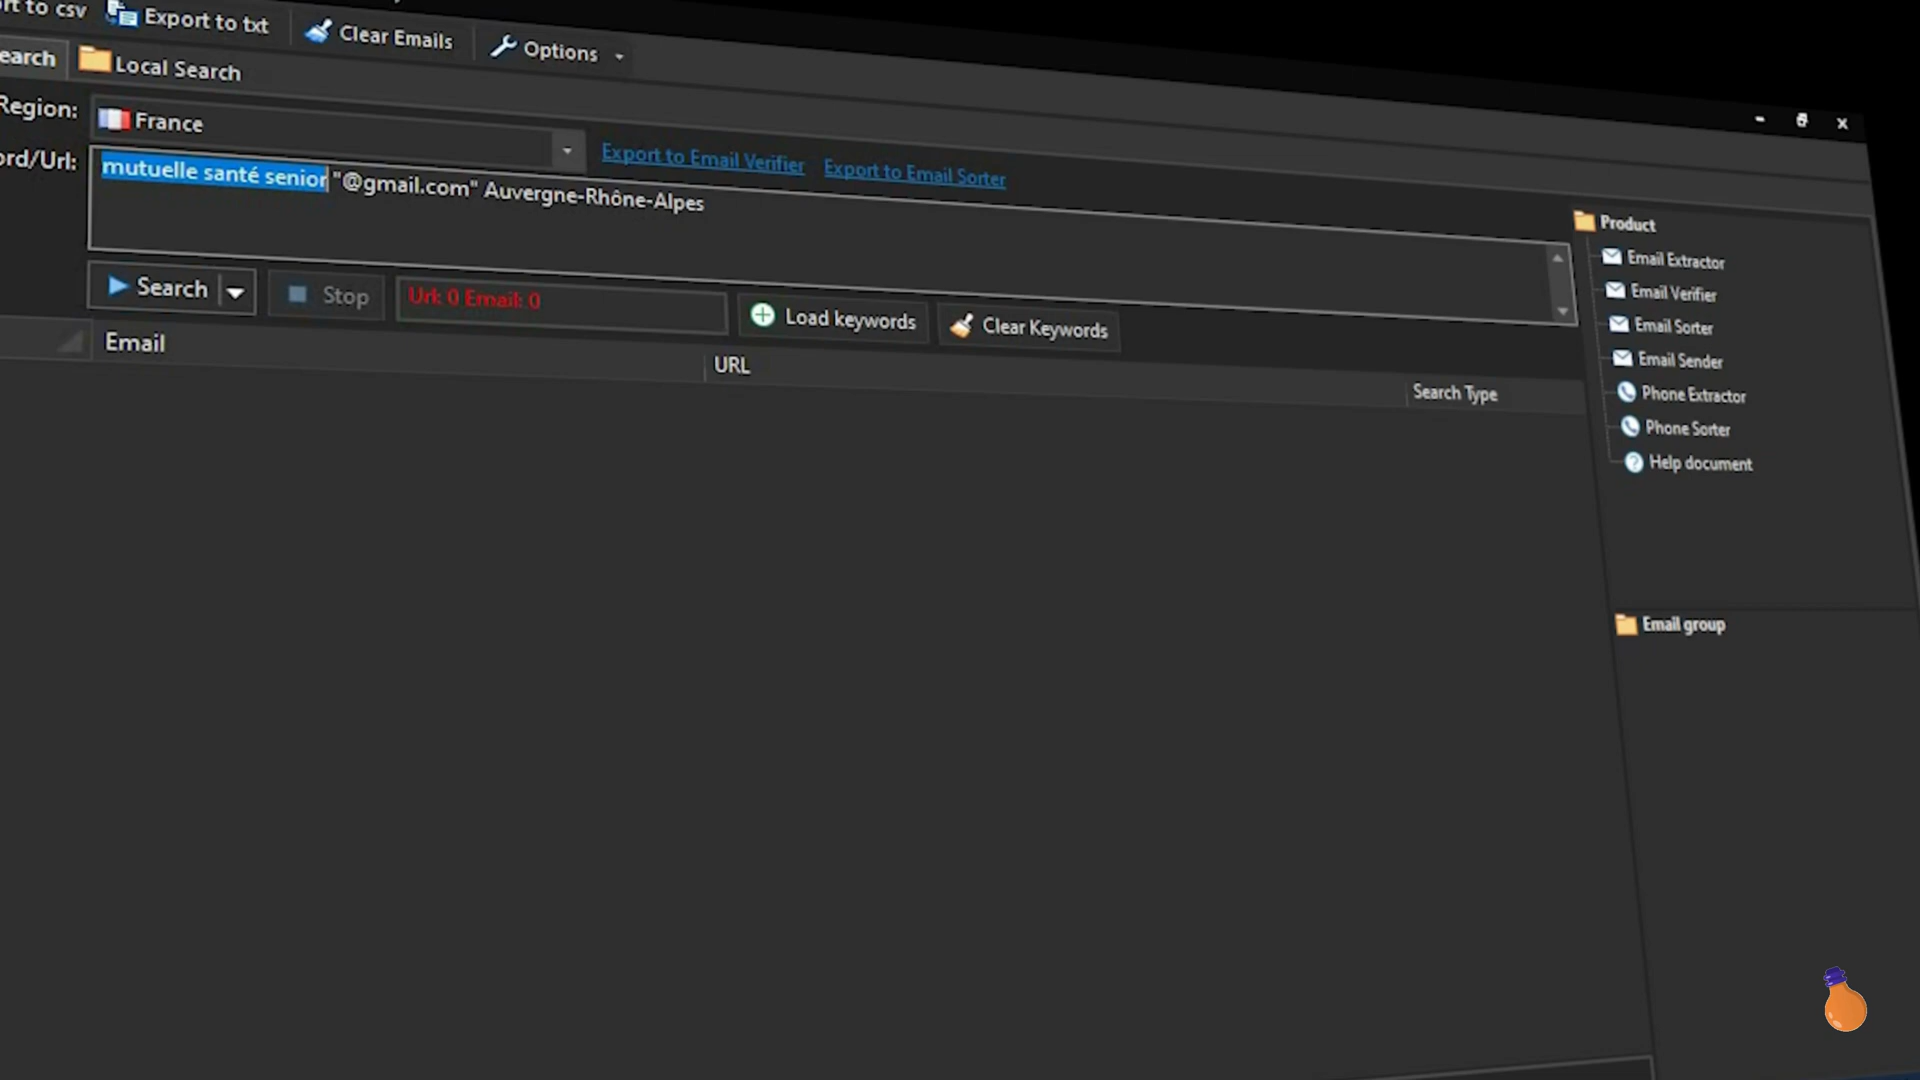 rt to csv
Export to txt
Clear Emails
Options
earch
Local Search
Region:
France
ord/Url:
mutuelle santé senior "@gmail.com" Auvergne-Rhône-Alpes
Export to Email Verifier
Export to Email Sorter
Search
Stop
Url: 0 Email: 0
Load keywords
Clear Keywords
Email
URL
Search Type
Product
Email Extractor
Email Verifier
Email Sorter
Email Sender
Phone Extractor
Phone Sorter
Help document
Email group